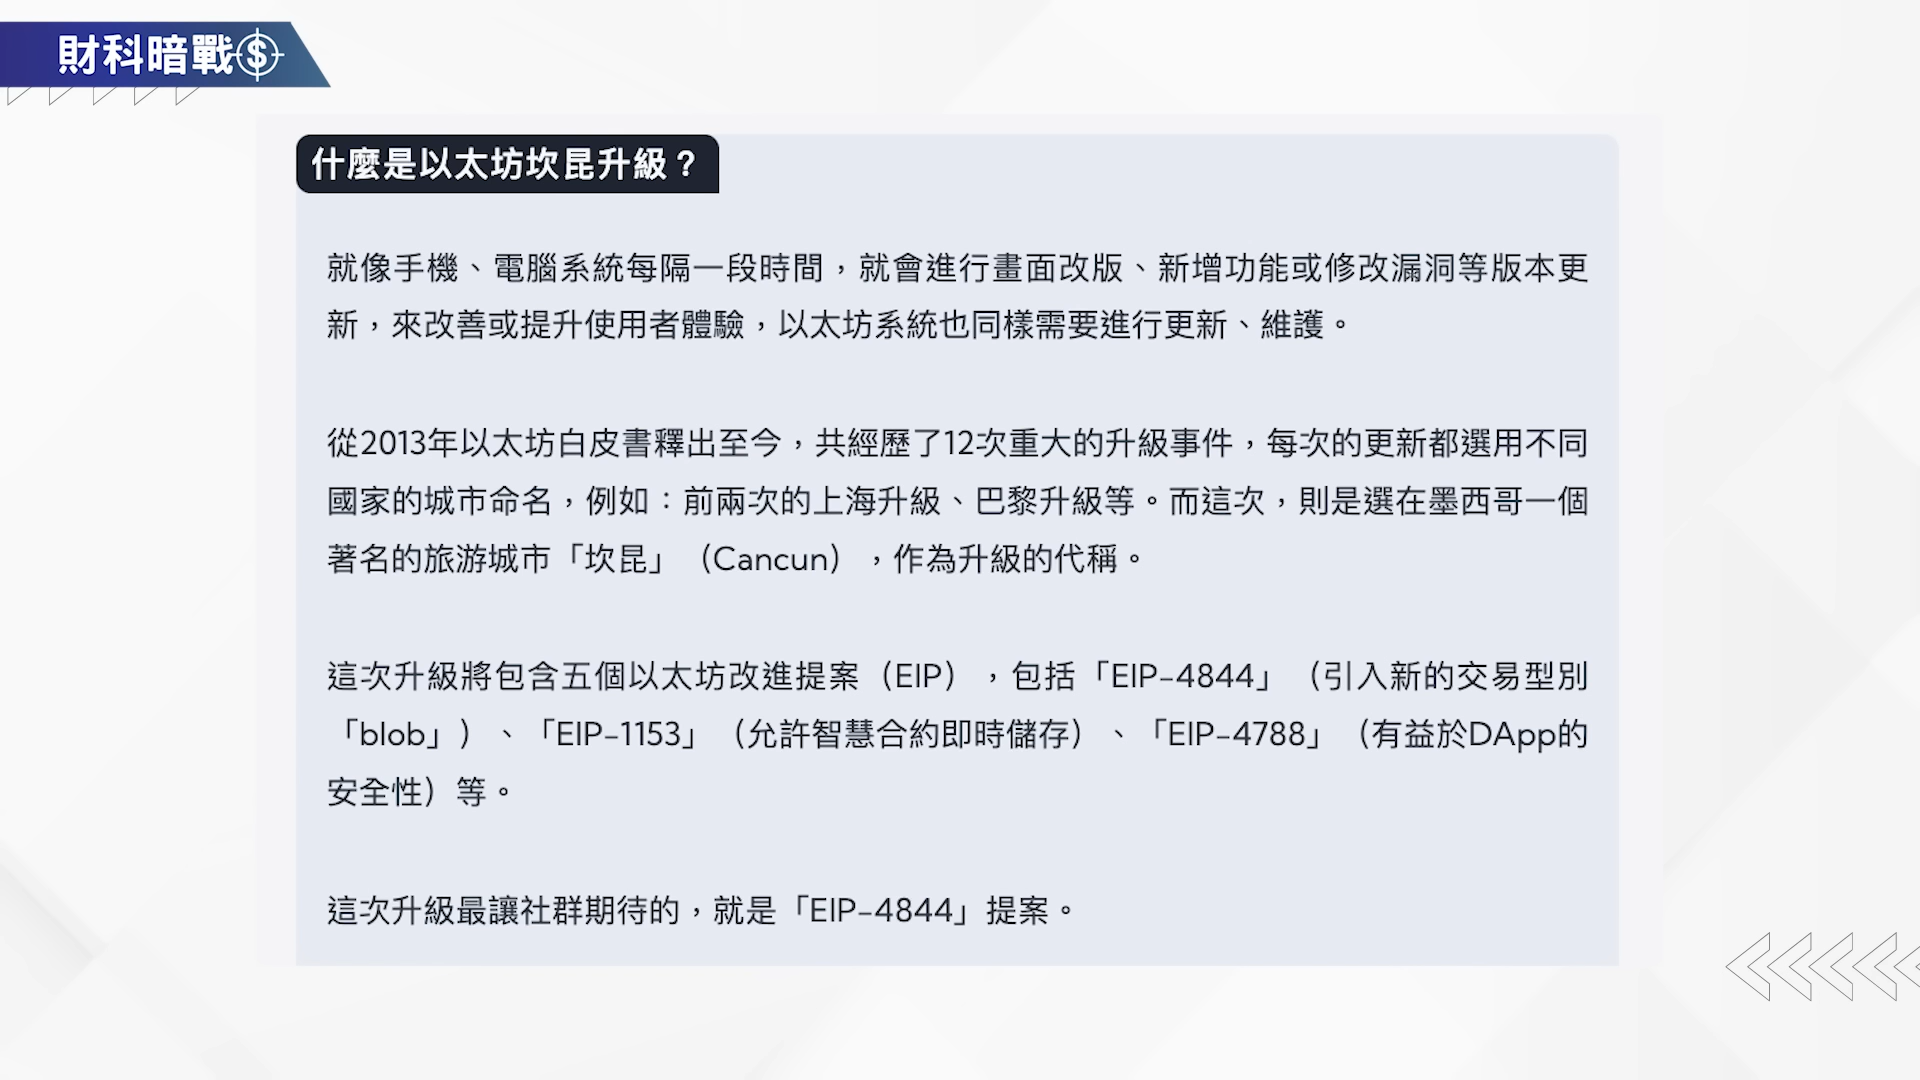 財科暗戰$
什麼是以太坊坎昆升級？
就像手機、電腦系統每隔一段時間，就會進行畫面改版、新增功能或修改漏洞等版本更
新，來改善或提升使用者體驗，以太坊系統也同樣需要進行更新、維護。
從2013年以太坊白皮書釋出至今，共經歷了12次重大的升級事件，每次的更新都選用不同
國家的城市命名，例如：前兩次的上海升級、巴黎升級等。而這次，則是選在墨西哥一個
著名的旅游城市「坎昆」（Cancun），作為升級的代稱。
這次升級將包含五個以太坊改進提案（EIP），包括「EIP-4844」（引入新的交易型別
「blob」）、「EIP-1153」（允許智慧合約即時儲存）、「EIP-4788」（有益於DApp的
安全性）等。
這次升級最讓社群期待的，就是「EIP-4844」提案。